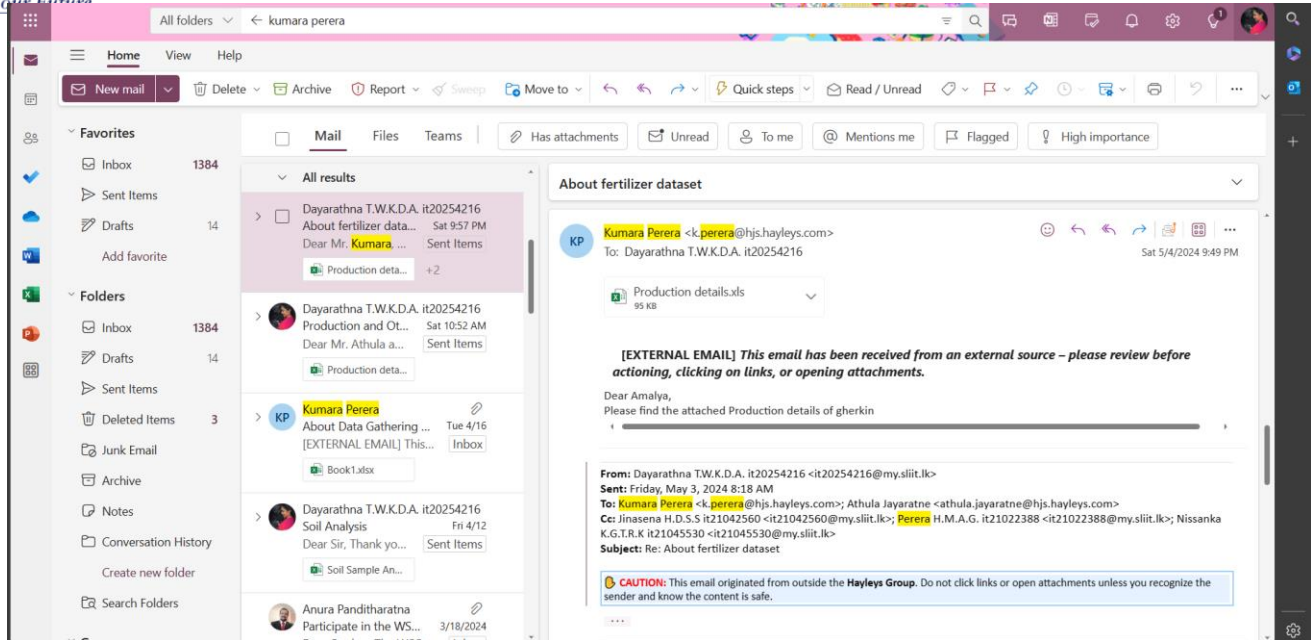 All folders
kumara perera
1
Home View Help
New mail Delete Archive Report Sweep Move to Quick steps Read / Unread
Favorites
Inbox 1384
Sent Items
Drafts 14
Add favorite
Folders
Inbox 1384
Drafts 14
Sent Items
Deleted Items 3
Junk Email
Archive
Notes
Conversation History
Create new folder
Search Folders
Mail Files Teams Has attachments Unread To me @ Mentions me Flagged High importance
All results
Dayarathna T.W.K.D.A. it20254216
About fertilizer data... Sat 9:57 PM
Dear Mr. Kumara, ... Sent Items
Production deta... +2
Dayarathna T.W.K.D.A. it20254216
Production and Ot... Sat 10:52 AM
Dear Mr. Athula a... Sent Items
Production deta...
KP Kumara Perera
About Data Gathering ... Tue 4/16
[EXTERNAL EMAIL] This... Inbox
Book1.xlsx
Dayarathna T.W.K.D.A. it20254216
Soil Analysis Fri 4/12
Dear Sir, Thank yo... Sent Items
Soil Sample An...
Anura Panditharatna
Participate in the WS... 3/18/2024
About fertilizer dataset
KP
Kumara Perera <k.perera@hjs.hayleys.com>
To: Dayarathna T.W.K.D.A. it20254216
Sat 5/4/2024 9:49 PM
Production details.xls
95 KB
[EXTERNAL EMAIL] This email has been received from an external source – please review before
actioning, clicking on links, or opening attachments.
Dear Amalya,
Please find the attached Production details of gherkin
From: Dayarathna T.W.K.D.A. it20254216 <it20254216@my.sliit.lk>
Sent: Friday, May 3, 2024 8:18 AM
To: Kumara Perera <k.perera@hjs.hayleys.com>; Athula Jayaratne <athula.jayaratne@hjs.hayleys.com>
Cc: Jinasena H.D.S.S it21042560 <it21042560@my.sliit.lk>; Perera H.M.A.G. it21022388 <it21022388@my.sliit.lk>; Nissanka
K.G.T.R.K it21045530 <it21045530@my.sliit.lk>
Subject: Re: About fertilizer dataset
CAUTION: This email originated from outside the Hayleys Group. Do not click links or open attachments unless you recognize the
sender and know the content is safe.
...